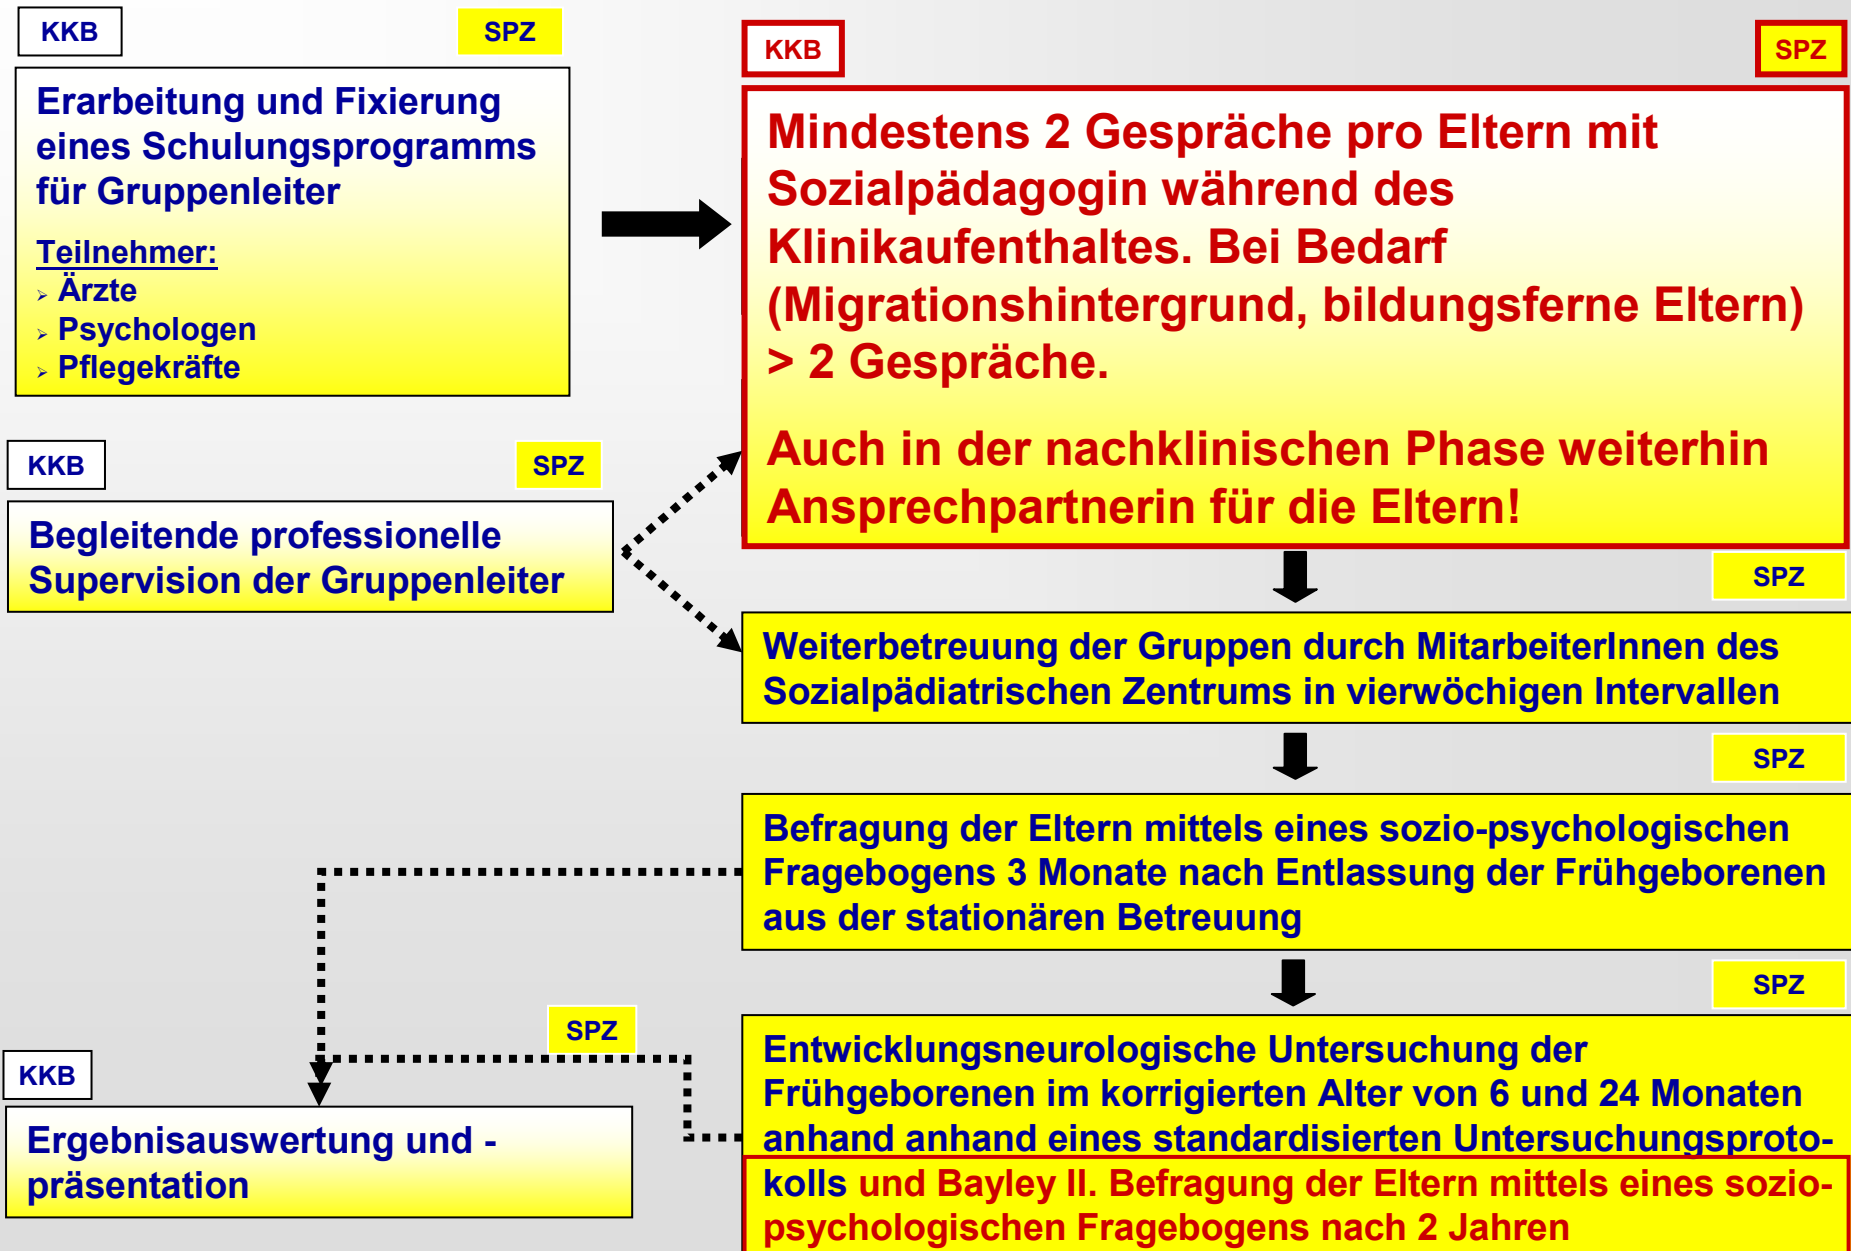 KKB
SPZ
Erarbeitung und Fixierung
eines Schulungsprogramms
für Gruppenleiter
Teilnehmer:
➢ Ärzte
➢ Psychologen
➢ Pflegekräfte
KKB
SPZ
Mindestens 2 Gespräche pro Eltern mit
Sozialpädagogin während des
Klinikaufenthaltes. Bei Bedarf
(Migrationshintergrund, bildungsferne Eltern)
> 2 Gespräche.
Auch in der nachklinischen Phase weiterhin
Ansprechpartnerin für die Eltern!
KKB
SPZ
Begleitende professionelle
Supervision der Gruppenleiter
SPZ
Weiterbetreuung der Gruppen durch MitarbeiterInnen des
Sozialpädiatrischen Zentrums in vierwöchigen Intervallen
SPZ
Befragung der Eltern mittels eines sozio-psychologischen
Fragebogens 3 Monate nach Entlassung der Frühgeborenen
aus der stationären Betreuung
SPZ
Entwicklungsneurologische Untersuchung der
Frühgeborenen im korrigierten Alter von 6 und 24 Monaten
anhand anhand eines standardisierten Untersuchungsproto-
kolls und Bayley II. Befragung der Eltern mittels eines sozio-
psychologischen Fragebogens nach 2 Jahren
SPZ
KKB
Ergebnisauswertung und -
präsentation